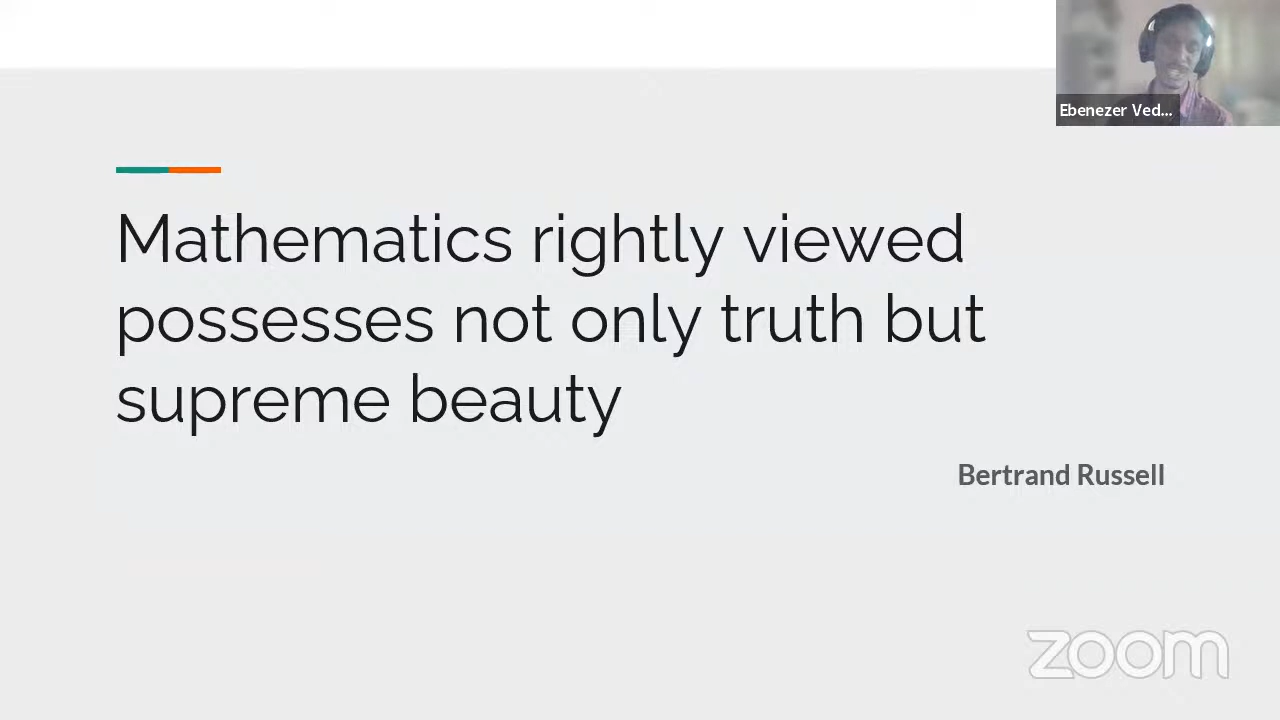 Ebenezer Ved...
Mathematics rightly viewed
possesses not only truth but
supreme beauty
Bertrand Russell
zoom